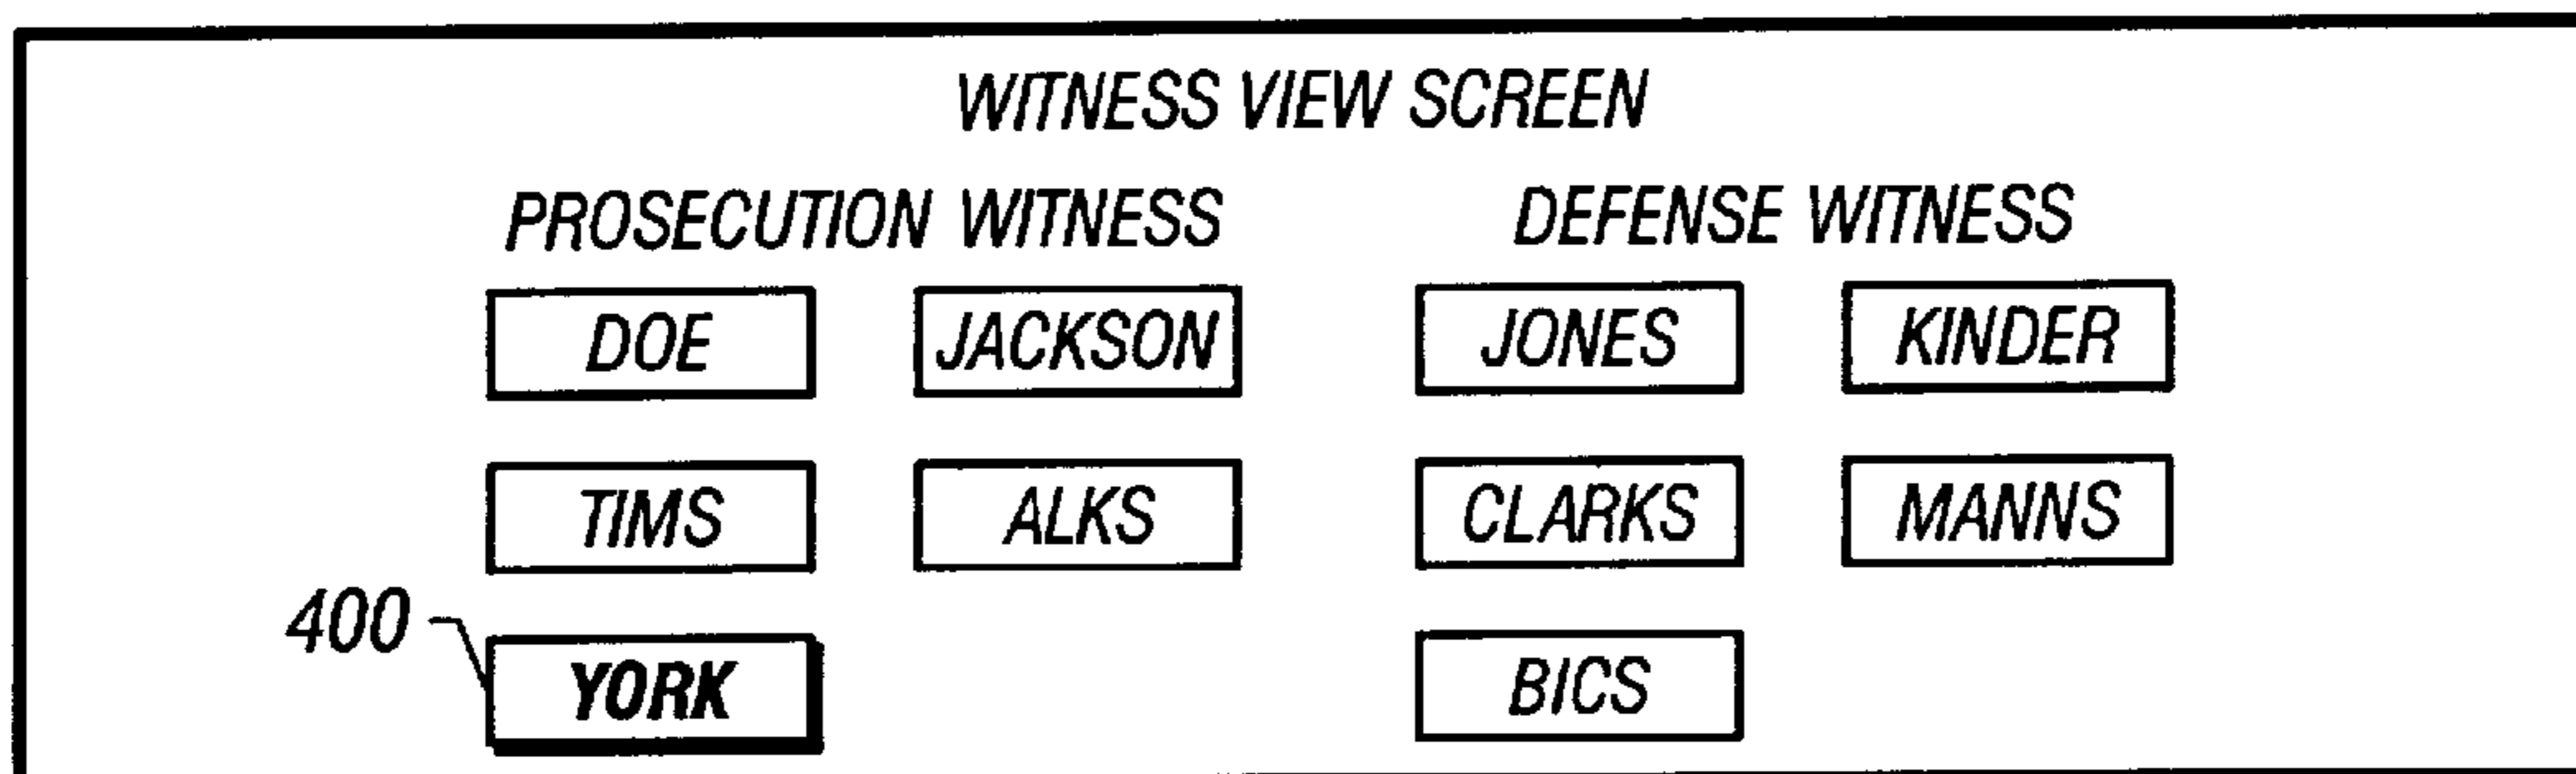 WITNESS VIEW SCREEN
PROSECUTION WITNESS DEFENSE WITNESS
DOE JACKSON JONES KINDER
TIMS ALKS CLARKS MANNS
400
YORK BICS